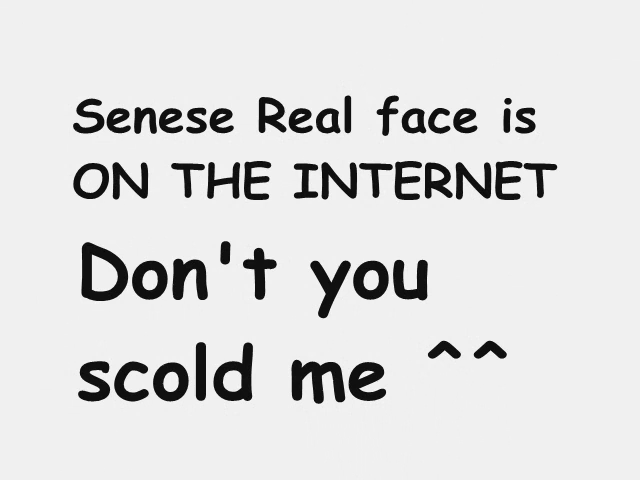 Senese Real face is
ON THE INTERNET
Don't you
scold me ^^